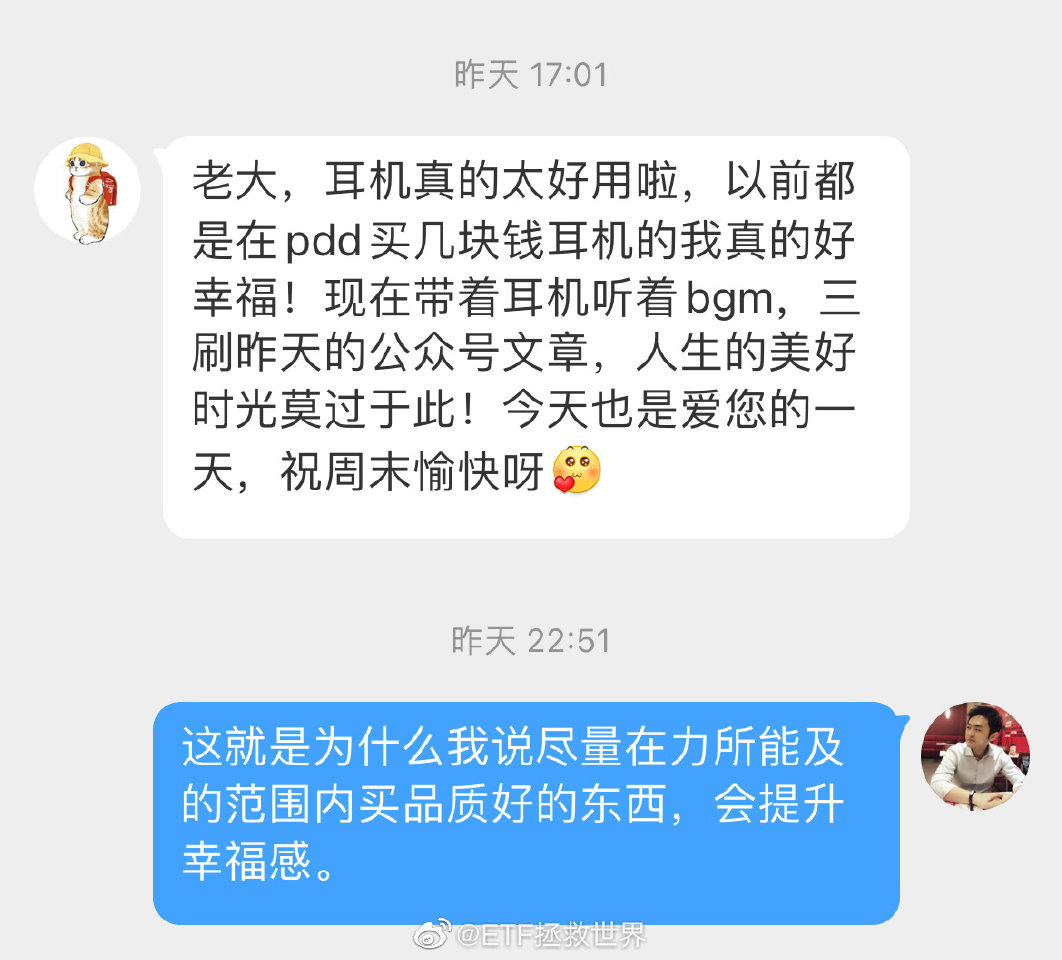 昨天 17:01
老大，耳机真的太好用啦，以前都
是在pdd买几块钱耳机的我真的好
幸福！现在带着耳机听着bgm，三
刷昨天的公众号文章，人生的美好
时光莫过于此！今天也是爱您的一
天，祝周末愉快呀
昨天 22:51
这就是为什么我说尽量在力所能及
的范围内买品质好的东西，会提升
幸福感。
@ETF拯救世界